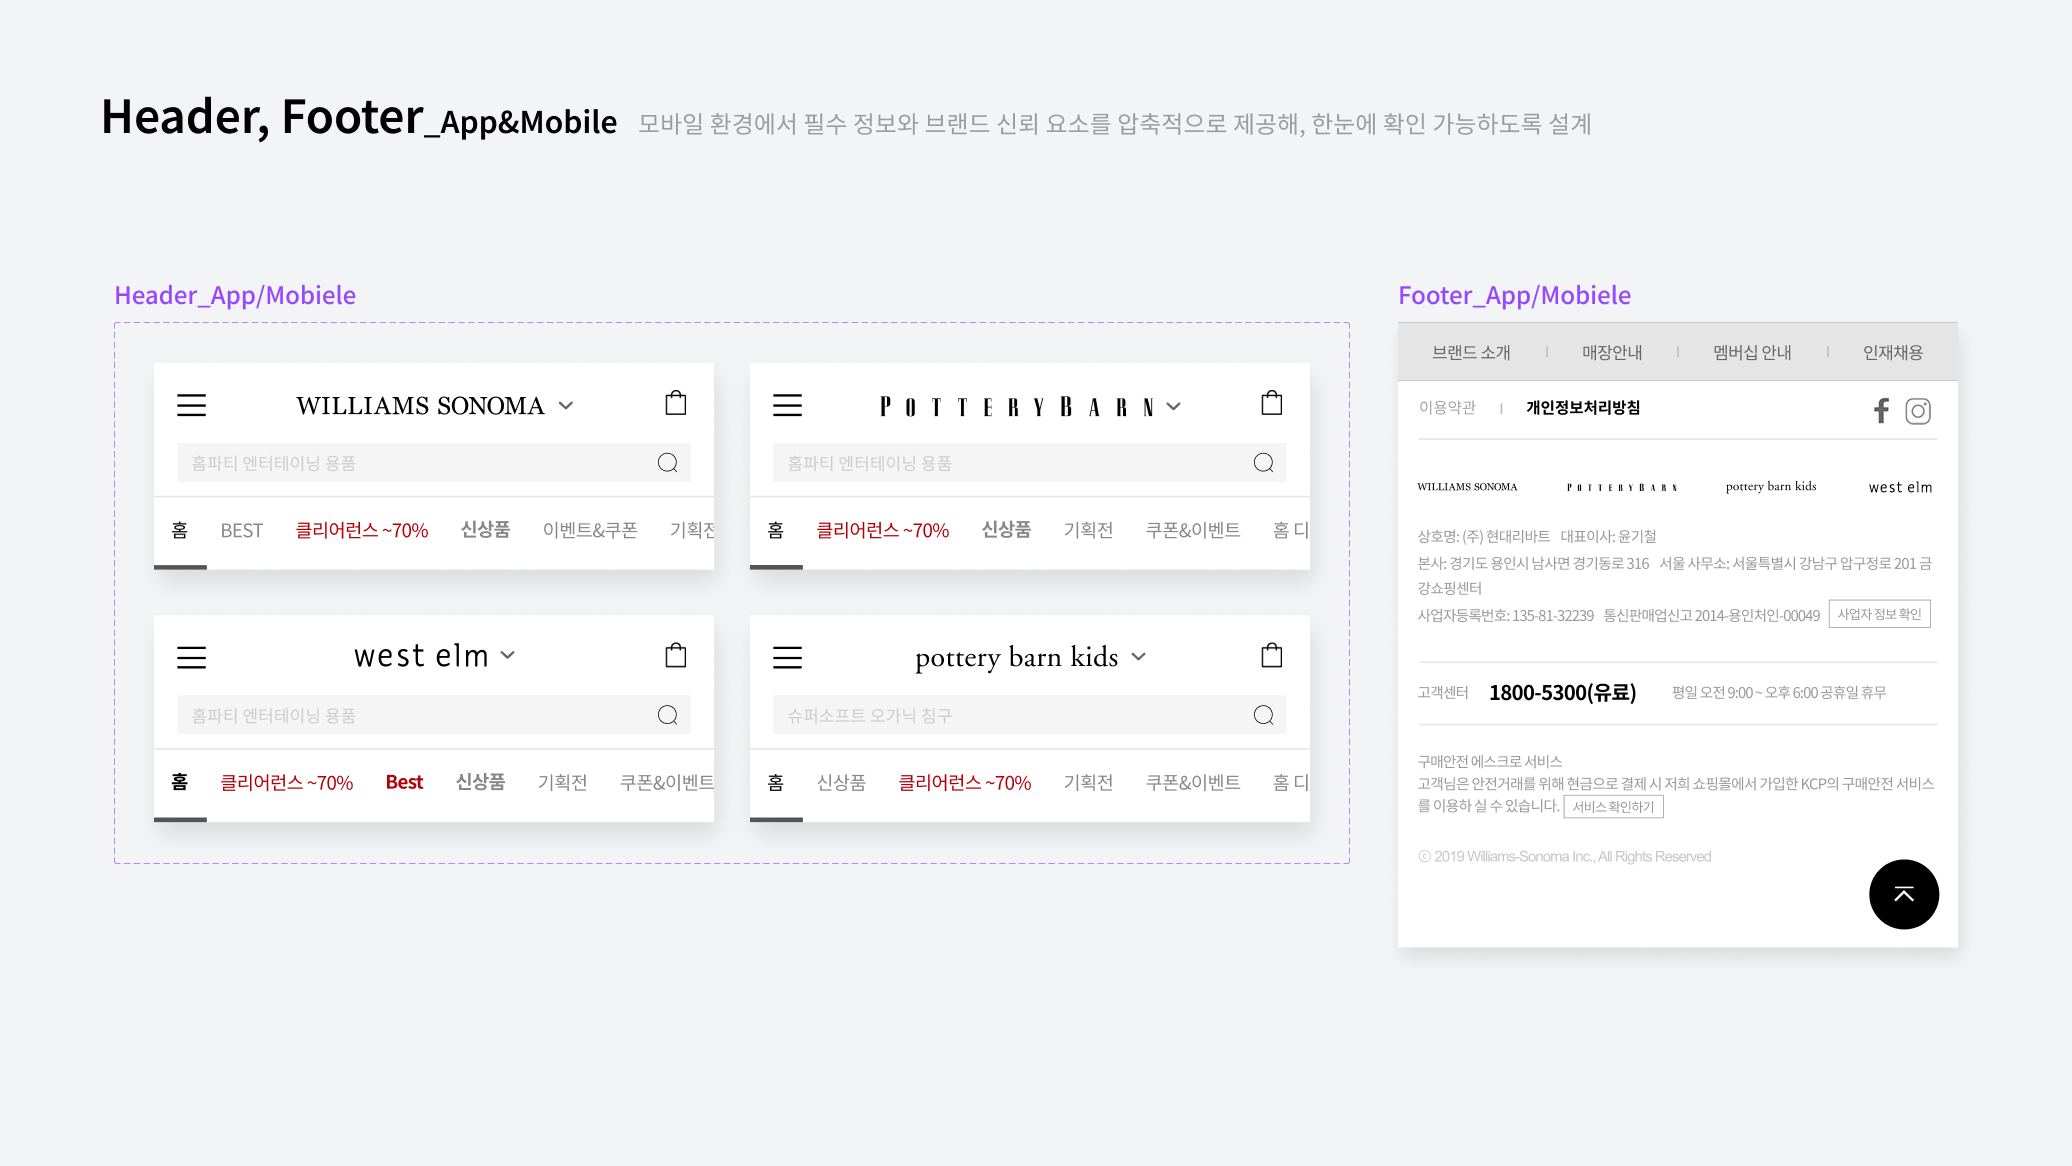 Header, Footer_App&Mobile 모바일 환경에서 필수 정보와 브랜드 신뢰 요소를 압축적으로 제공해, 한눈에 확인 가능하도록 설계
Header_App/Mobiele
WILLIAMS SONOMA
홈파티 엔터테이닝 용품
홈 BEST 클리어런스 ~70% 신상품 이벤트&쿠폰 기획전
POTTERYBARN
홈파티 엔터테이닝 용품
홈 클리어런스 ~70% 신상품 기획전 쿠폰&이벤트 홈 디
west elm
홈파티 엔터테이닝 용품
홈 클리어런스 ~70% Best 신상품 기획전 쿠폰&이벤트
pottery barn kids
슈퍼소프트 오가닉 침구
홈 신상품 클리어런스 ~70% 기획전 쿠폰&이벤트 홈 디
Footer_App/Mobiele
브랜드 소개 | 매장안내 | 멤버십 안내 | 인재채용
이용약관 | 개인정보처리방침
WILLIAMS SONOMA POTTERYBARN pottery barn kids west elm
상호명: (주) 현대리바트 대표이사: 윤기철
본사: 경기도 용인시 남사면 경기동로 316 서울 사무소: 서울특별시 강남구 압구정로 201 금
강쇼핑센터
사업자등록번호: 135-81-32239 통신판매업신고 2014-용인처인-00049 사업자 정보 확인
고객센터 1800-5300(유료) 평일 오전 9:00 ~ 오후 6:00 공휴일 휴무
구매안전 에스크로 서비스
고객님은 안전거래를 위해 현금으로 결제 시 저희 쇼핑몰에서 가입한 KCP의 구매안전 서비스
를 이용하 실 수 있습니다. 서비스 확인하기
ⓒ 2019 Williams-Sonoma Inc., All Rights Reserved